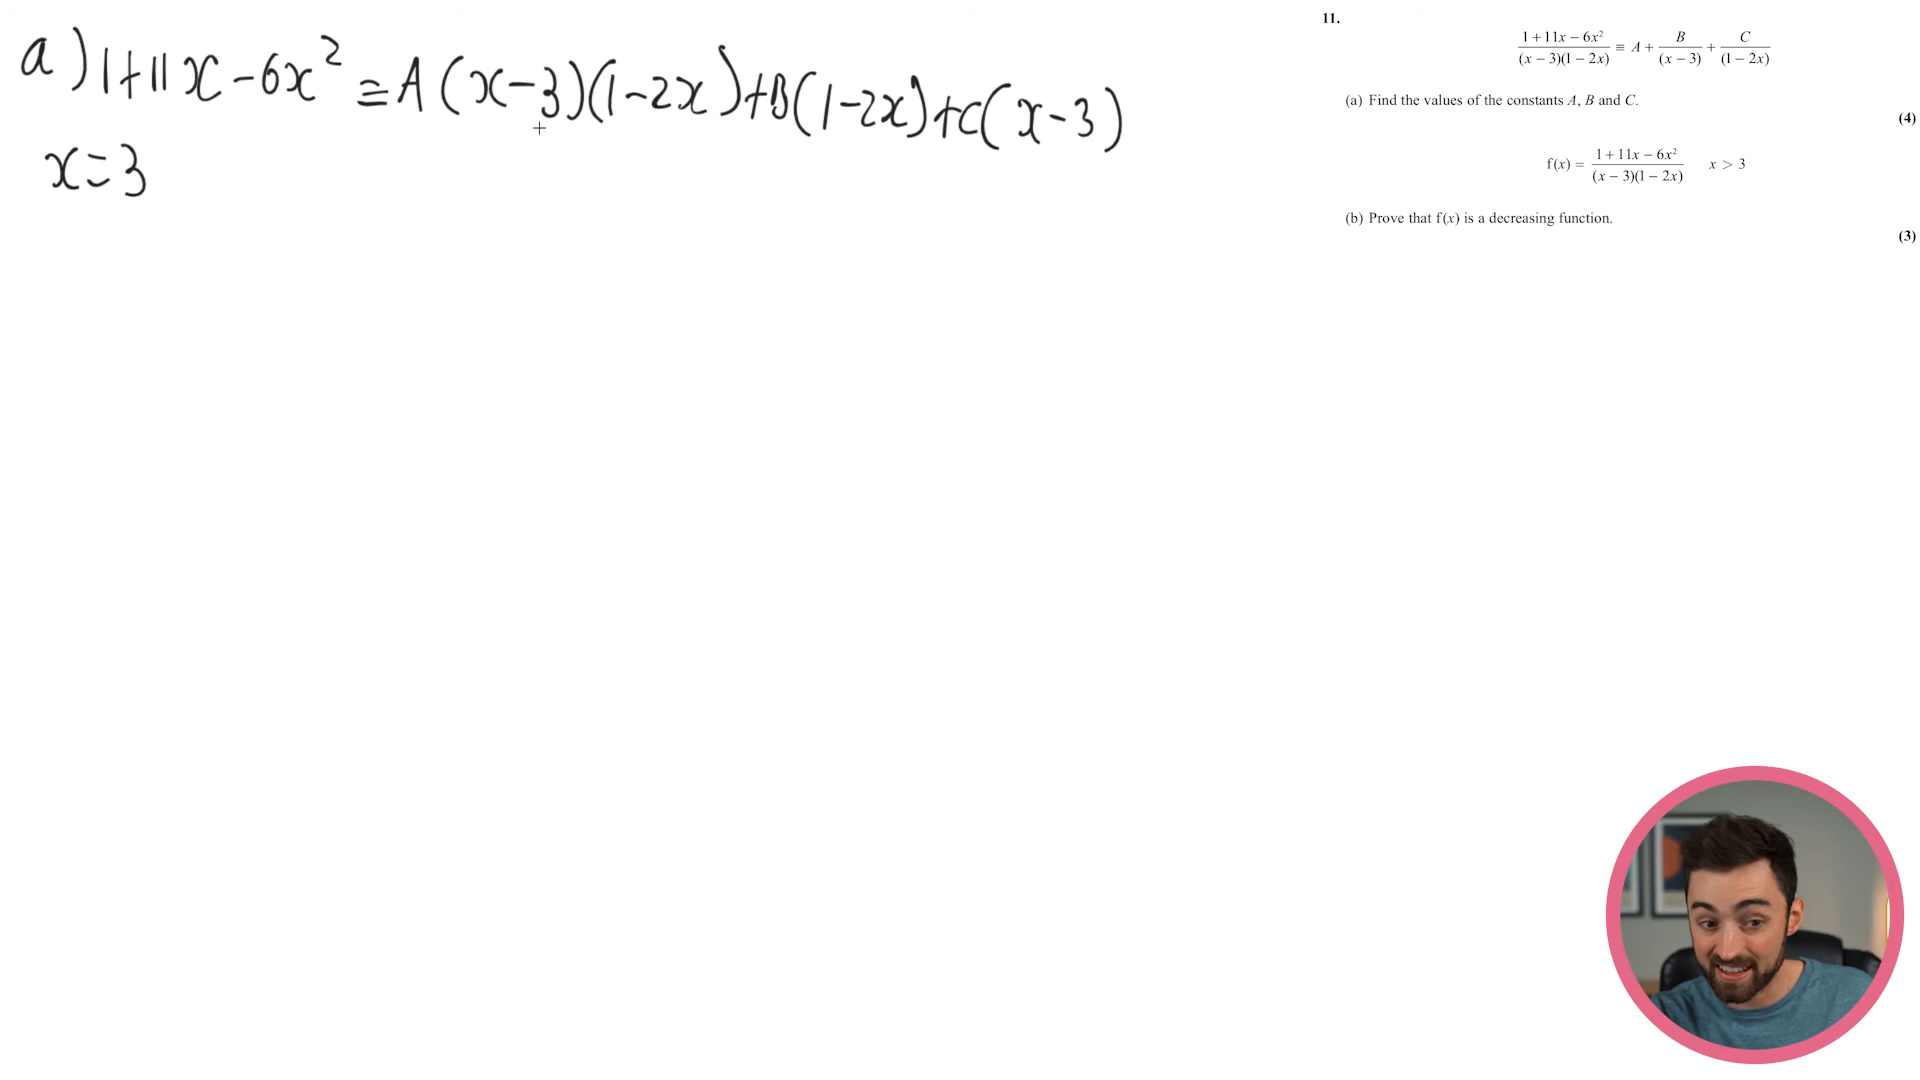 a) 1+11x-6x² ≡ A(x-3)(1-2x)+B(1-2x)+C(x-3)
x=3
11.
(1+11x − 6x²)/((x − 3)(1 − 2x)) ≡ A + B/(x − 3) + C/(1 − 2x)
(a) Find the values of the constants A, B and C.
(4)
f(x) = (1+11x − 6x²)/((x − 3)(1 − 2x)) x > 3
(b) Prove that f(x) is a decreasing function.
(3)